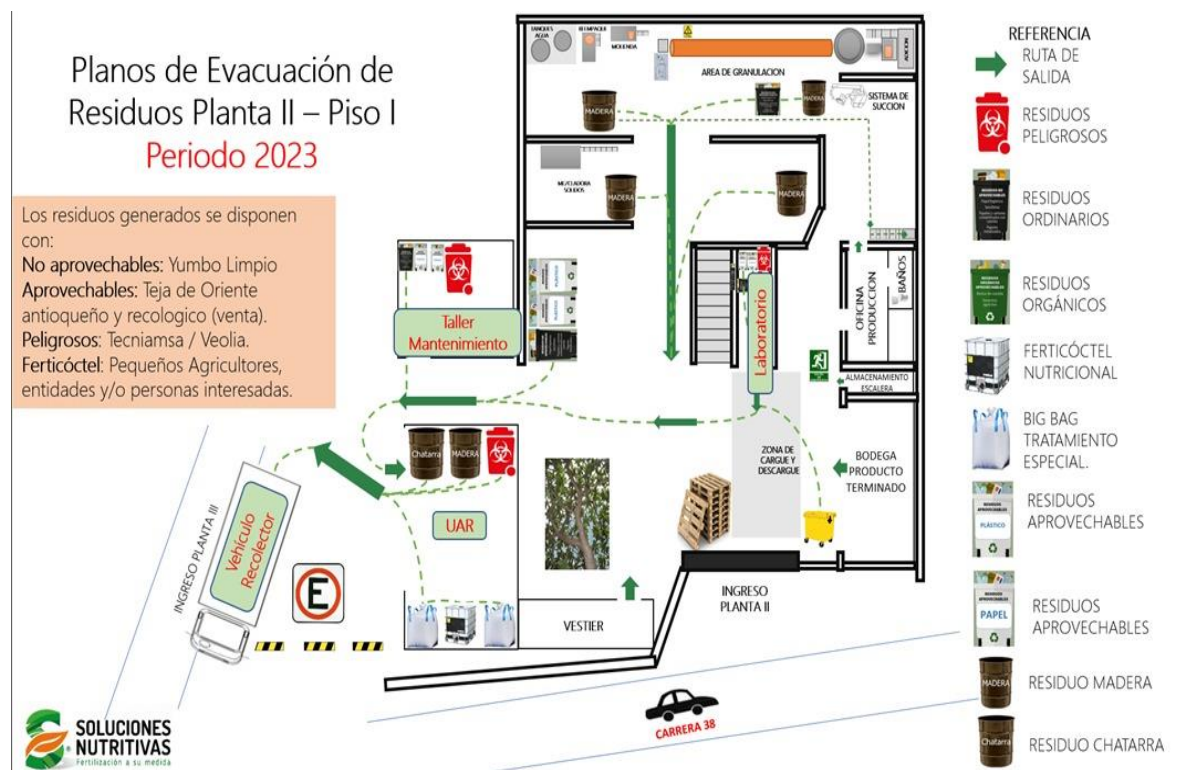 Planos de Evacuación de
Residuos Planta II – Piso I
Periodo 2023
Los residuos generados se disponen
con:
No aprovechables: Yumbo Limpio
Aprovechables: Teja de Oriente
antioqueño y recologico (venta).
Peligrosos: Tecniamsa / Veolia.
Ferticóctel: Pequeños Agricultores,
entidades y/o personas interesadas.
TANQUES
AGUA
REEMPAQUE
MOLIENDA
AREA DE GRANULACION
ADICION
MADERA
MADERA
SISTEMA DE
SUCCION
MEZCLADORA
SOLIDOS
MADERA
MADERA
Taller
Mantenimiento
Laboratorio
OFICINA
PRODUCCION
BAÑOS
ALMACENAMIENTO
ESCALERA
Chatarra
MADERA
UAR
ZONA DE
CARGUE Y
DESCARGUE
BODEGA
PRODUCTO
TERMINADO
INGRESO PLANTA III
Vehículo
Recolector
E
VESTIER
INGRESO
PLANTA II
CARRERA 38
SOLUCIONES
NUTRITIVAS
Fertilización a su medida
REFERENCIA
RUTA DE
SALIDA
RESIDUOS
PELIGROSOS
RESIDUOS
ORDINARIOS
RESIDUOS
ORGÁNICOS
FERTICÓCTEL
NUTRICIONAL
BIG BAG
TRATAMIENTO
ESPECIAL.
PLÁSTICO
RESIDUOS
APROVECHABLES
PAPEL
RESIDUOS
APROVECHABLES
MADERA
RESIDUO MADERA
Chatarra
RESIDUO CHATARRA